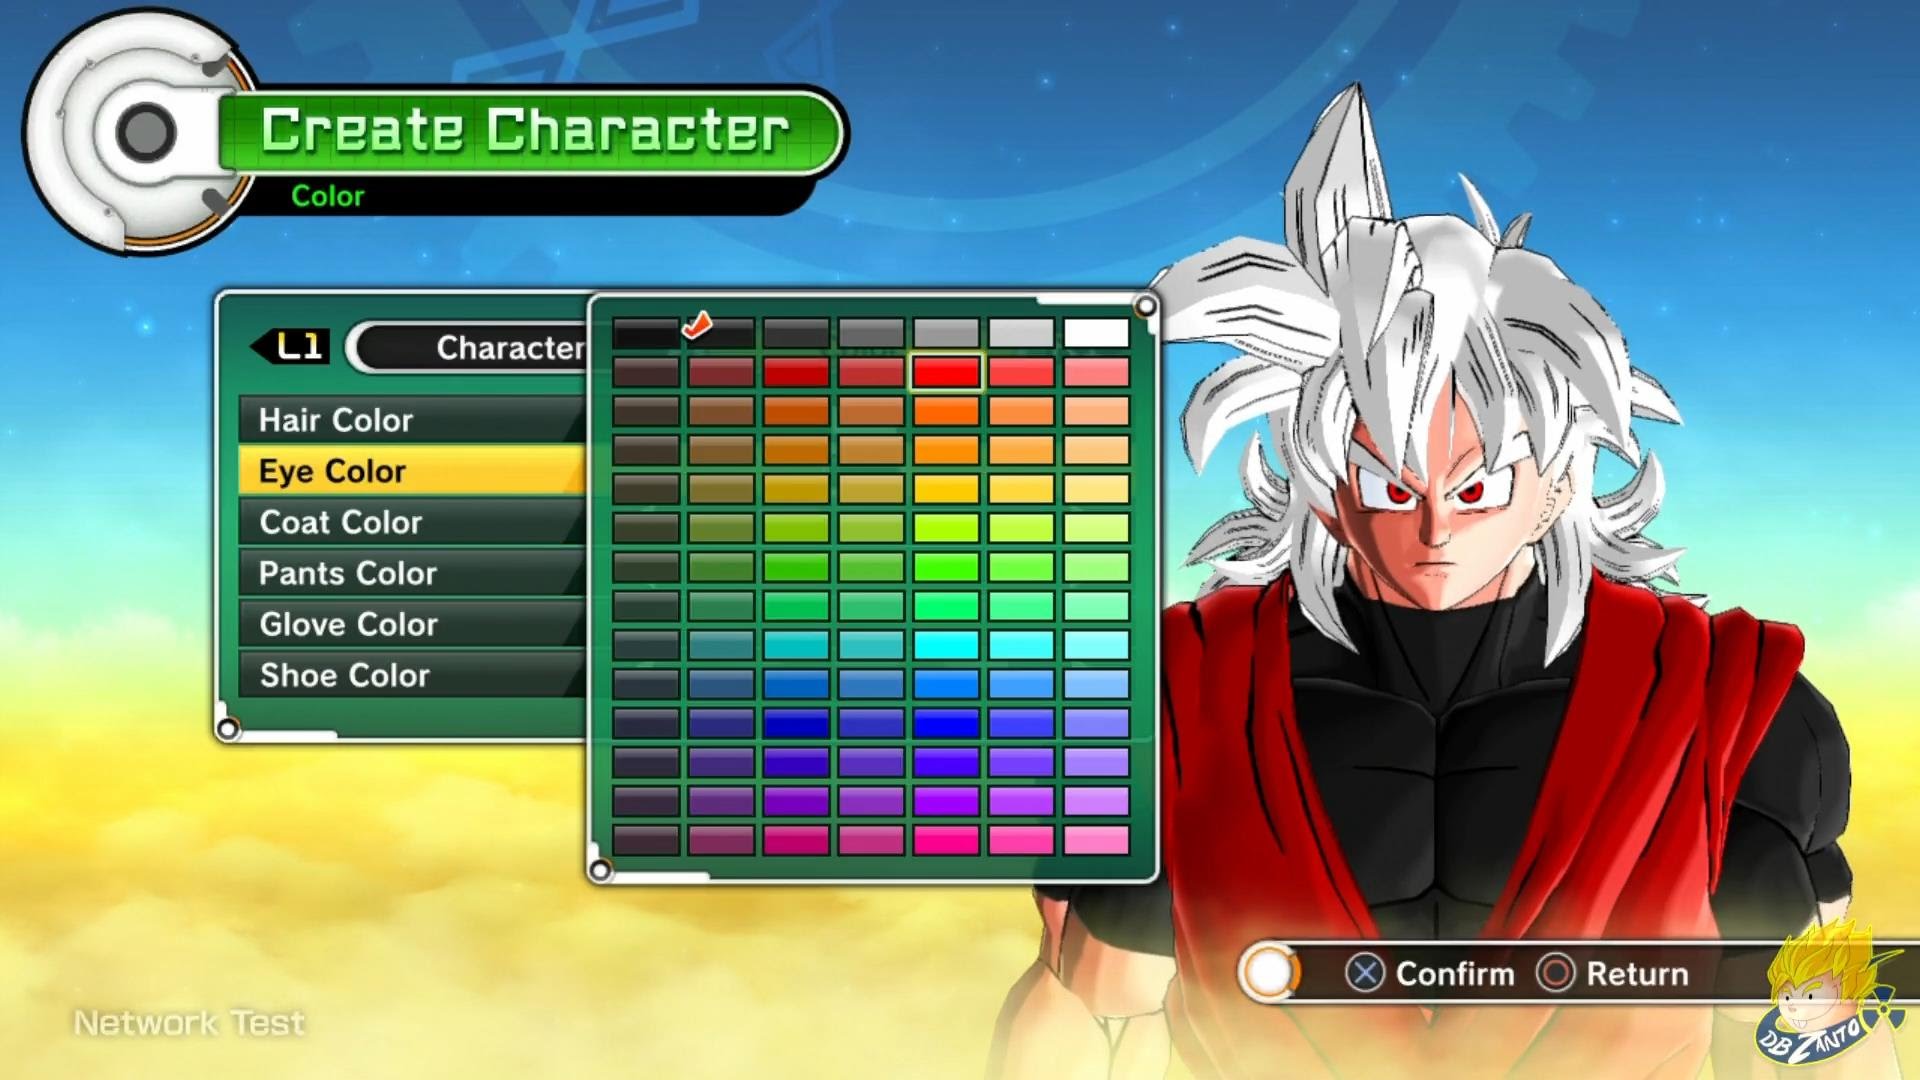 Create Character
Color
L1
Character
Hair Color
Eye Color
Coat Color
Pants Color
Glove Color
Shoe Color
Confirm
Return
Network Test
DBZANTO